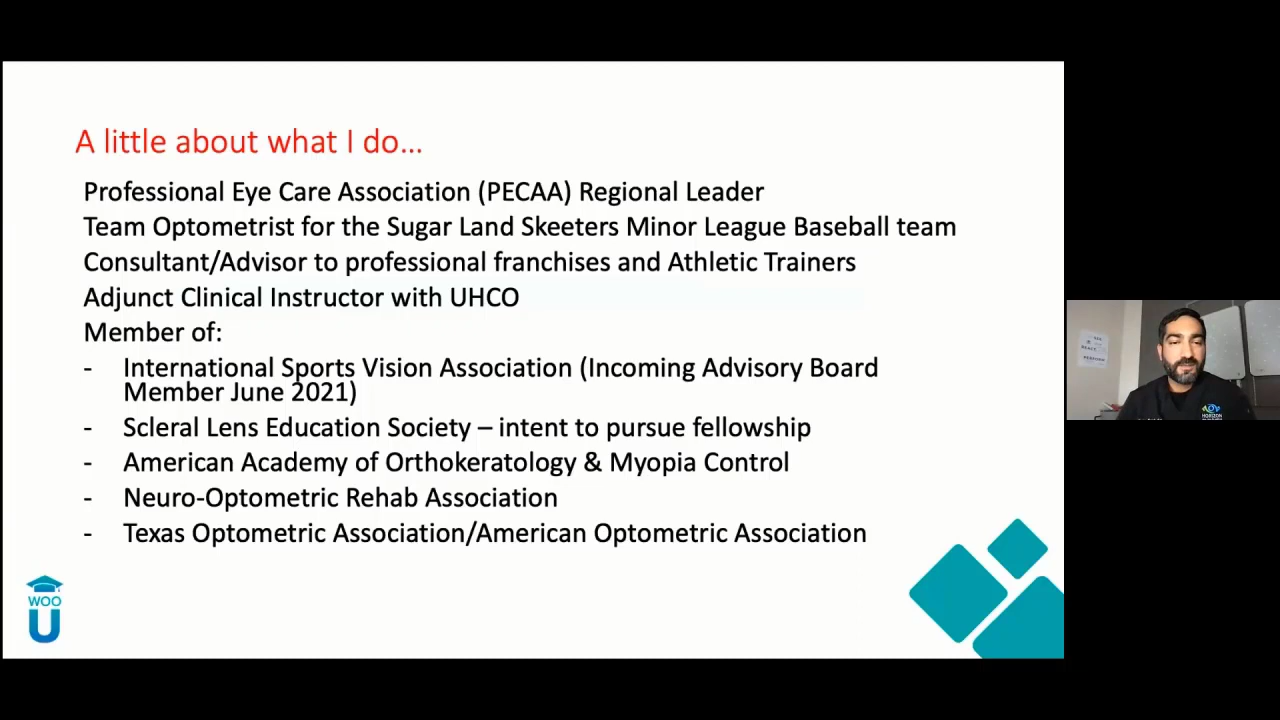 A little about what I do...
Professional Eye Care Association (PECAA) Regional Leader
Team Optometrist for the Sugar Land Skeeters Minor League Baseball team
Consultant/Advisor to professional franchises and Athletic Trainers
Adjunct Clinical Instructor with UHCO
Member of:
- International Sports Vision Association (Incoming Advisory Board
Member June 2021)
- Scleral Lens Education Society – intent to pursue fellowship
- American Academy of Orthokeratology & Myopia Control
- Neuro-Optometric Rehab Association
- Texas Optometric Association/American Optometric Association
WOO
U
HORIZON